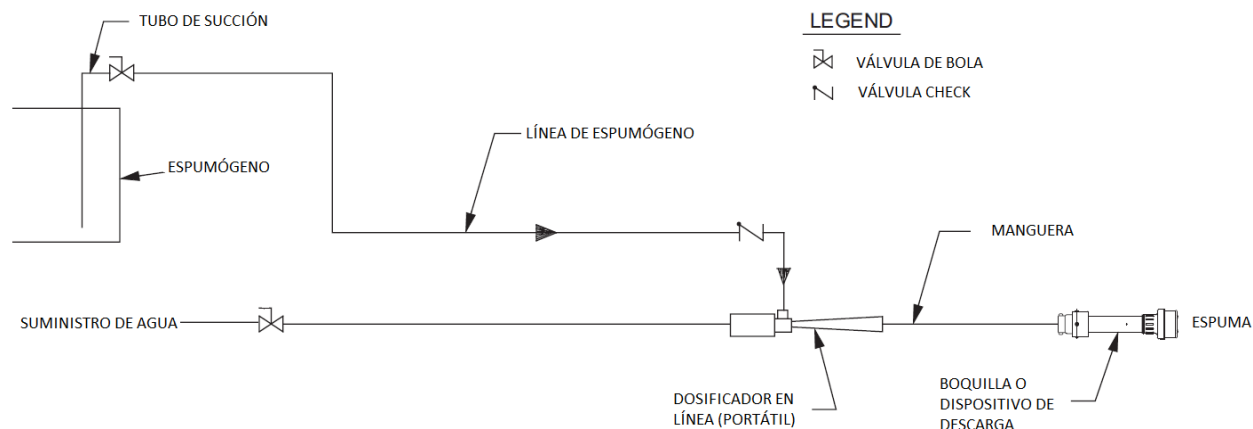 TUBO DE SUCCIÓN
LEGEND
VÁLVULA DE BOLA
VÁLVULA CHECK
LÍNEA DE ESPUMÓGENO
ESPUMÓGENO
MANGUERA
SUMINISTRO DE AGUA
ESPUMA
DOSIFICADOR EN
LÍNEA (PORTÁTIL)
BOQUILLA O
DISPOSITIVO DE
DESCARGA